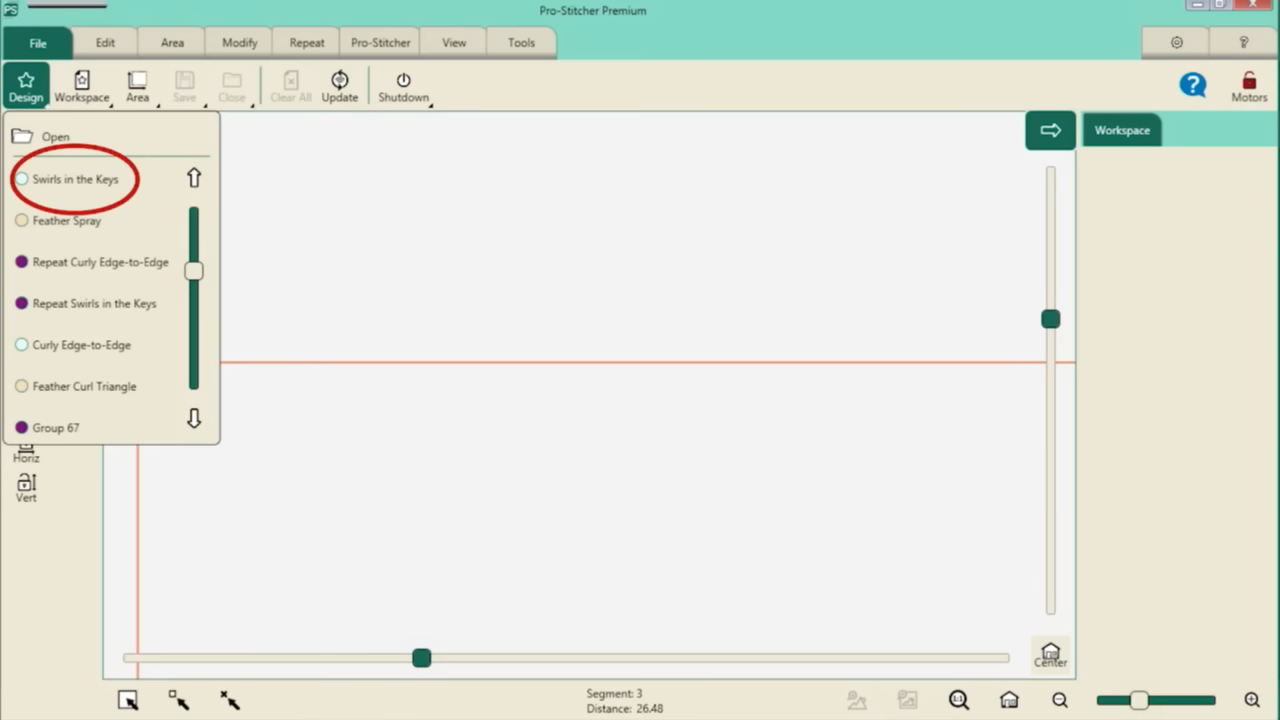 PS
Pro-Stitcher Premium
File Edit Area Modify Repeat Pro-Stitcher View Tools
Design Workspace Area Save Close Clear All Update Shutdown Motors
Open
Workspace
Swirls in the Keys
Feather Spray
Repeat Curly Edge-to-Edge
Repeat Swirls in the Keys
Curly Edge-to-Edge
Feather Curl Triangle
Group 67
Horiz
Vert
Center
Segment: 3
Distance: 26.48
1:1